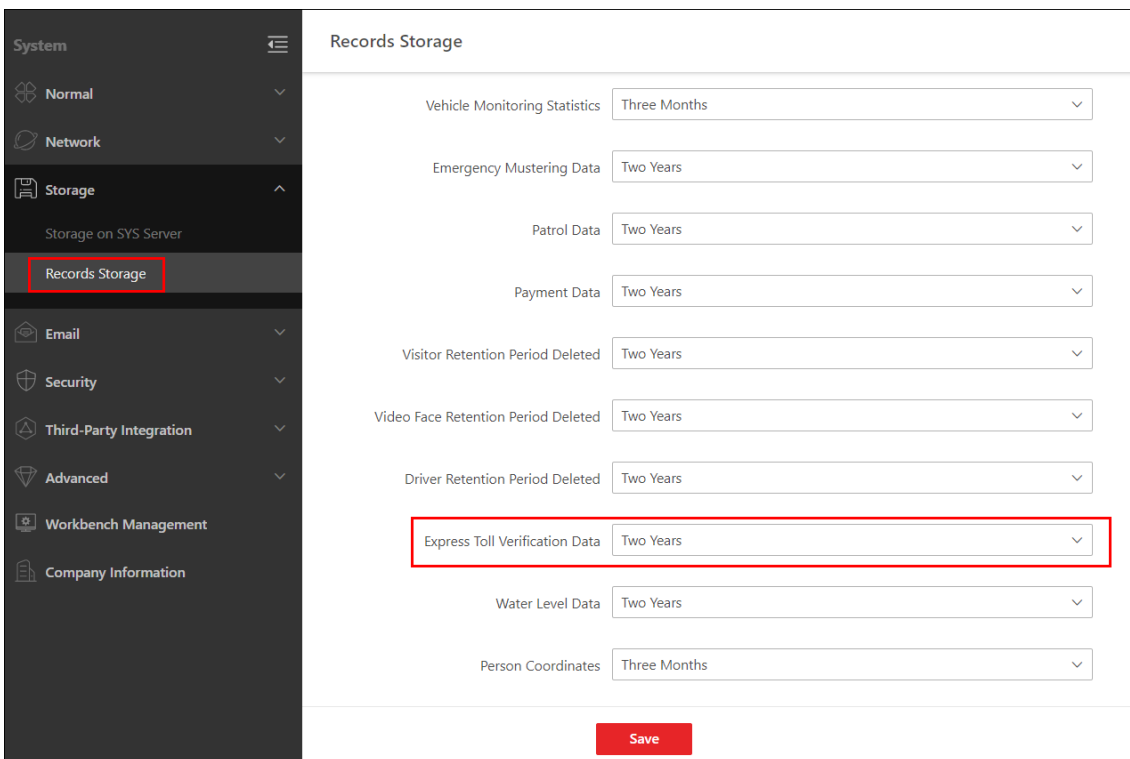 System
Normal
Network
Storage
Storage on SYS Server
Records Storage
Email
Security
Third-Party Integration
Advanced
Workbench Management
Company Information
Records Storage
Vehicle Monitoring Statistics Three Months
Emergency Mustering Data Two Years
Patrol Data Two Years
Payment Data Two Years
Visitor Retention Period Deleted Two Years
Video Face Retention Period Deleted Two Years
Driver Retention Period Deleted Two Years
Express Toll Verification Data Two Years
Water Level Data Two Years
Person Coordinates Three Months
Save